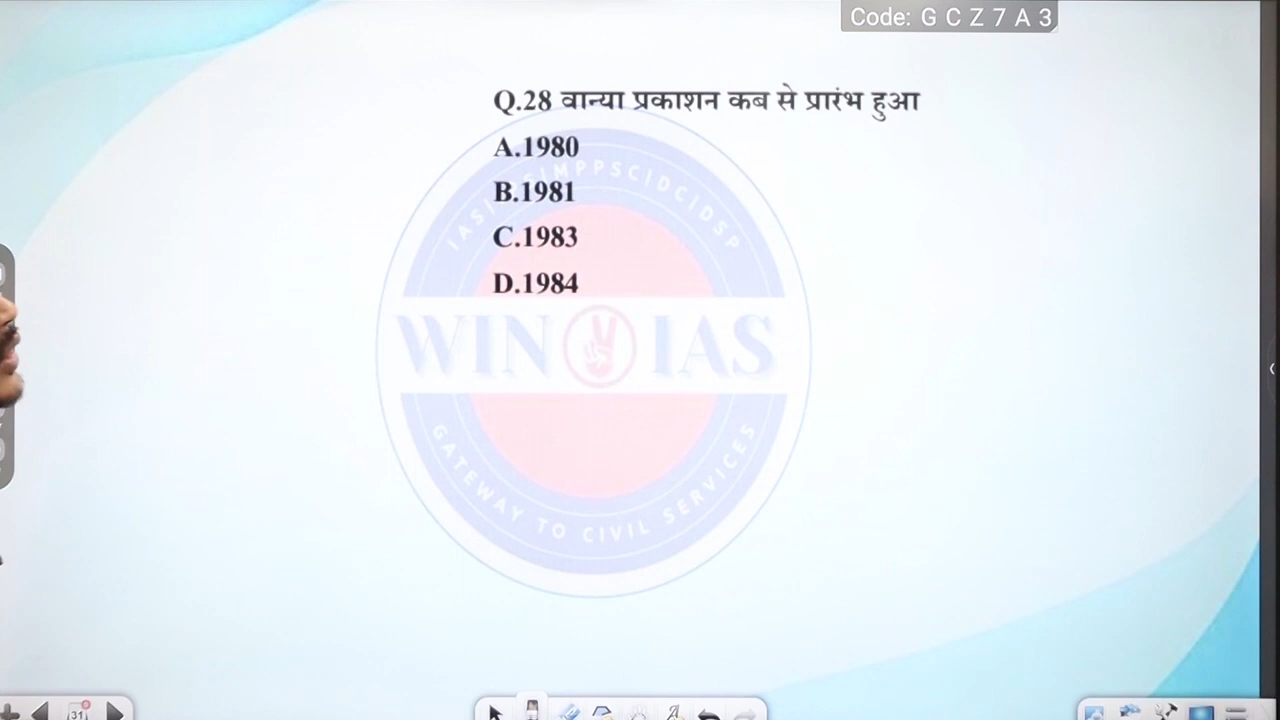 Code: G C Z 7 A 3
Q.28 वान्या प्रकाशन कब से प्रारंभ हुआ
A.1980
B.1981
C.1983
D.1984
WIN IAS
GATEWAY TO CIVIL SERVICES
31